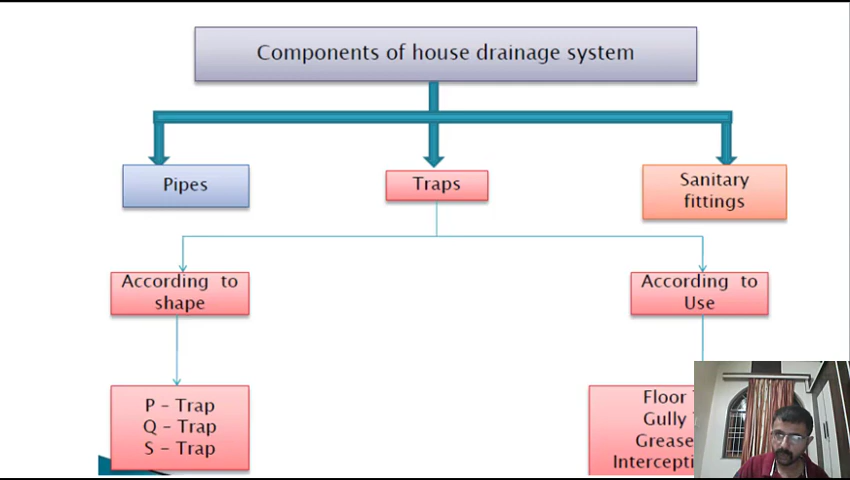 Components of house drainage system
Pipes
Traps
Sanitary
fittings
According to
shape
According to
Use
P – Trap
Q – Trap
S – Trap
Floor
Gully
Grease